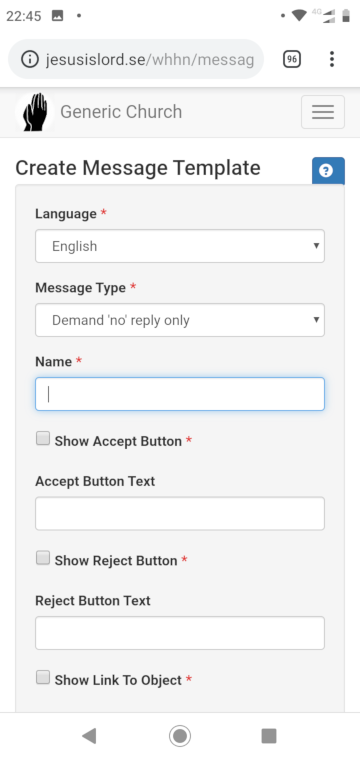 22:45
4G
jesusislord.se/whhn/messag
96
Generic Church
Create Message Template
?
Language *
English
Message Type *
Demand 'no' reply only
Name *
Show Accept Button *
Accept Button Text
Show Reject Button *
Reject Button Text
Show Link To Object *